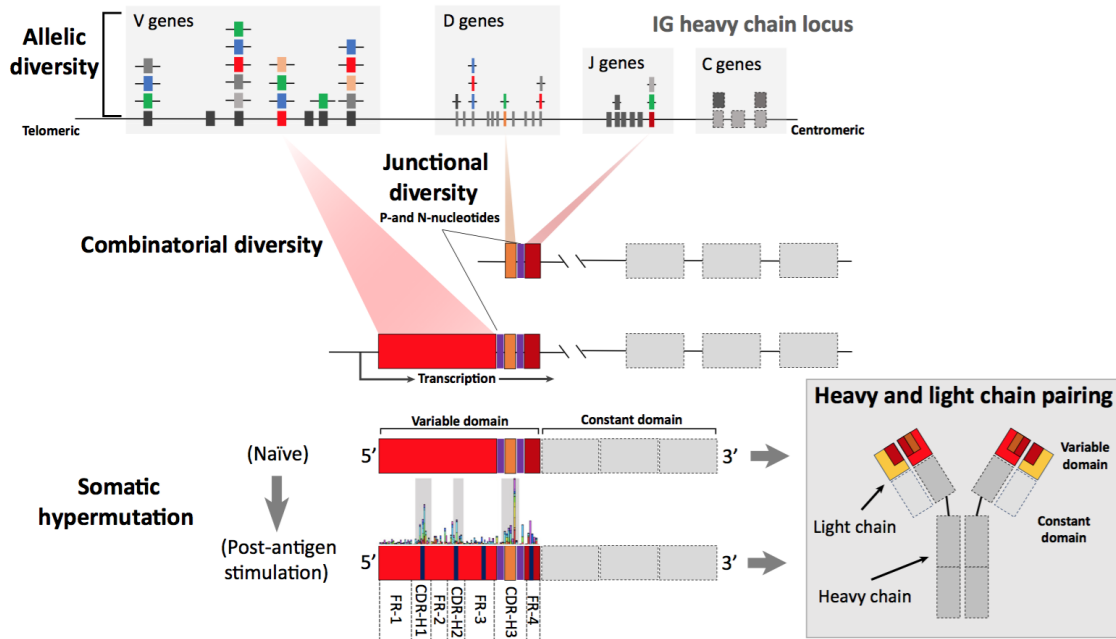 Allelic
diversity
V genes
D genes
IG heavy chain locus
J genes
C genes
Telomeric
Centromeric
Junctional
diversity
P-and N-nucleotides
Combinatorial diversity
Transcription
Variable domain
Constant domain
(Naïve)
5’
3’
Somatic
hypermutation
(Post-antigen
stimulation)
5’
3’
FR-1
CDR-H1
FR-2
CDR-H2
FR-3
CDR-H3
FR-4
Heavy and light chain pairing
Variable
domain
Light chain
Constant
domain
Heavy chain